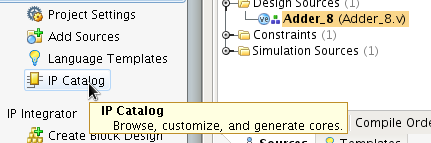 Project Settings
Add Sources
Language Templates
IP Catalog
IP Catalog
Browse, customize, and generate cores.
IP Integrator
Create Block Design
Design Sources (1)
Adder_8 (Adder_8.v)
Constraints (1)
Simulation Sources (1)
Compile Orde
Sources
Templates